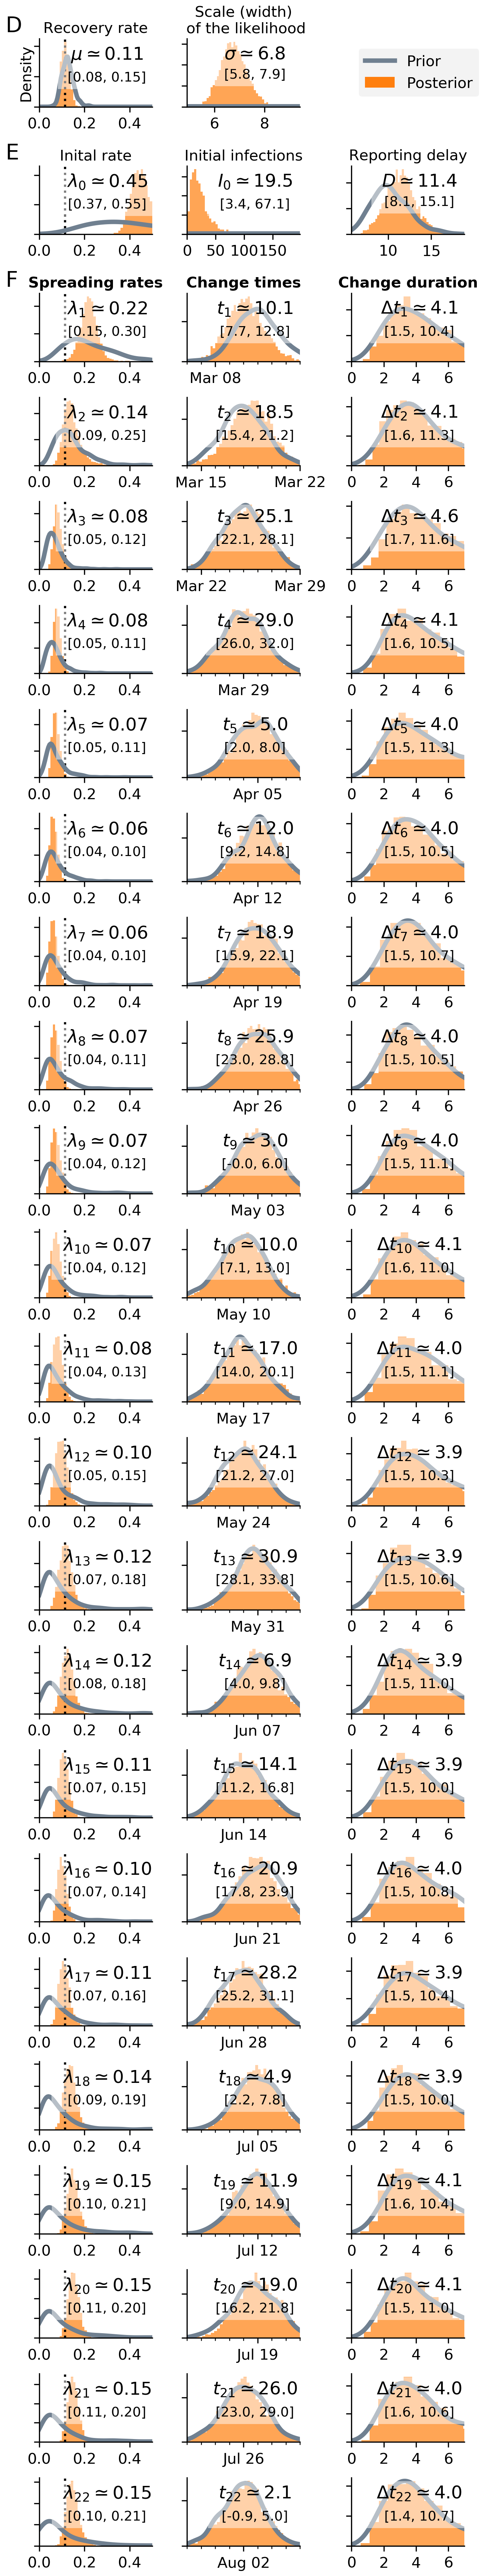 D
Recovery rate
Density
μ ≃ 0.11
[0.08, 0.15]
0.0 0.2 0.4
Scale (width)
of the likelihood
σ ≃ 6.8
[5.8, 7.9]
6 8
Prior
Posterior
E
Inital rate
λ0 ≃ 0.45
[0.37, 0.55]
0.0 0.2 0.4
Initial infections
I0 ≃ 19.5
[3.4, 67.1]
0 50 100 150
Reporting delay
D ≃ 11.4
[8.1, 15.1]
10 15
F
Spreading rates Change times Change duration
λ1 ≃ 0.22 t1 ≃ 10.1 Δt1 ≃ 4.1
[0.15, 0.30] [7.7, 12.8] [1.5, 10.4]
0.0 0.2 0.4 0 2 4 6
Mar 08
λ2 ≃ 0.14 t2 ≃ 18.5 Δt2 ≃ 4.1
[0.09, 0.25] [15.4, 21.2] [1.6, 11.3]
0.0 0.2 0.4 0 2 4 6
Mar 15 Mar 22
λ3 ≃ 0.08 t3 ≃ 25.1 Δt3 ≃ 4.6
[0.05, 0.12] [22.1, 28.1] [1.7, 11.6]
0.0 0.2 0.4 0 2 4 6
Mar 22 Mar 29
λ4 ≃ 0.08 t4 ≃ 29.0 Δt4 ≃ 4.1
[0.05, 0.11] [26.0, 32.0] [1.6, 10.5]
0.0 0.2 0.4 0 2 4 6
Mar 29
λ5 ≃ 0.07 t5 ≃ 5.0 Δt5 ≃ 4.0
[0.05, 0.11] [2.0, 8.0] [1.5, 11.3]
0.0 0.2 0.4 0 2 4 6
Apr 05
λ6 ≃ 0.06 t6 ≃ 12.0 Δt6 ≃ 4.0
[0.04, 0.10] [9.2, 14.8] [1.5, 10.5]
0.0 0.2 0.4 0 2 4 6
Apr 12
λ7 ≃ 0.06 t7 ≃ 18.9 Δt7 ≃ 4.0
[0.04, 0.10] [15.9, 22.1] [1.5, 10.7]
0.0 0.2 0.4 0 2 4 6
Apr 19
λ8 ≃ 0.07 t8 ≃ 25.9 Δt8 ≃ 4.0
[0.04, 0.11] [23.0, 28.8] [1.5, 10.5]
0.0 0.2 0.4 0 2 4 6
Apr 26
λ9 ≃ 0.07 t9 ≃ 3.0 Δt9 ≃ 4.0
[0.04, 0.12] [-0.0, 6.0] [1.5, 11.1]
0.0 0.2 0.4 0 2 4 6
May 03
λ10 ≃ 0.07 t10 ≃ 10.0 Δt10 ≃ 4.1
[0.04, 0.12] [7.1, 13.0] [1.6, 11.0]
0.0 0.2 0.4 0 2 4 6
May 10
λ11 ≃ 0.08 t11 ≃ 17.0 Δt11 ≃ 4.0
[0.04, 0.13] [14.0, 20.1] [1.5, 11.1]
0.0 0.2 0.4 0 2 4 6
May 17
λ12 ≃ 0.10 t12 ≃ 24.1 Δt12 ≃ 3.9
[0.05, 0.15] [21.2, 27.0] [1.5, 10.3]
0.0 0.2 0.4 0 2 4 6
May 24
λ13 ≃ 0.12 t13 ≃ 30.9 Δt13 ≃ 3.9
[0.07, 0.18] [28.1, 33.8] [1.5, 10.6]
0.0 0.2 0.4 0 2 4 6
May 31
λ14 ≃ 0.12 t14 ≃ 6.9 Δt14 ≃ 3.9
[0.08, 0.18] [4.0, 9.8] [1.5, 11.0]
0.0 0.2 0.4 0 2 4 6
Jun 07
λ15 ≃ 0.11 t15 ≃ 14.1 Δt15 ≃ 3.9
[0.07, 0.15] [11.2, 16.8] [1.5, 10.0]
0.0 0.2 0.4 0 2 4 6
Jun 14
λ16 ≃ 0.10 t16 ≃ 20.9 Δt16 ≃ 4.0
[0.07, 0.14] [17.8, 23.9] [1.5, 10.8]
0.0 0.2 0.4 0 2 4 6
Jun 21
λ17 ≃ 0.11 t17 ≃ 28.2 Δt17 ≃ 3.9
[0.07, 0.16] [25.2, 31.1] [1.5, 10.4]
0.0 0.2 0.4 0 2 4 6
Jun 28
λ18 ≃ 0.14 t18 ≃ 4.9 Δt18 ≃ 3.9
[0.09, 0.19] [2.2, 7.8] [1.5, 10.0]
0.0 0.2 0.4 0 2 4 6
Jul 05
λ19 ≃ 0.15 t19 ≃ 11.9 Δt19 ≃ 4.1
[0.10, 0.21] [9.0, 14.9] [1.6, 10.4]
0.0 0.2 0.4 0 2 4 6
Jul 12
λ20 ≃ 0.15 t20 ≃ 19.0 Δt20 ≃ 4.1
[0.11, 0.20] [16.2, 21.8] [1.5, 11.0]
0.0 0.2 0.4 0 2 4 6
Jul 19
λ21 ≃ 0.15 t21 ≃ 26.0 Δt21 ≃ 4.0
[0.11, 0.20] [23.0, 29.0] [1.6, 10.6]
0.0 0.2 0.4 0 2 4 6
Jul 26
λ22 ≃ 0.15 t22 ≃ 2.1 Δt22 ≃ 4.0
[0.10, 0.21] [-0.9, 5.0] [1.4, 10.7]
0.0 0.2 0.4 0 2 4 6
Aug 02